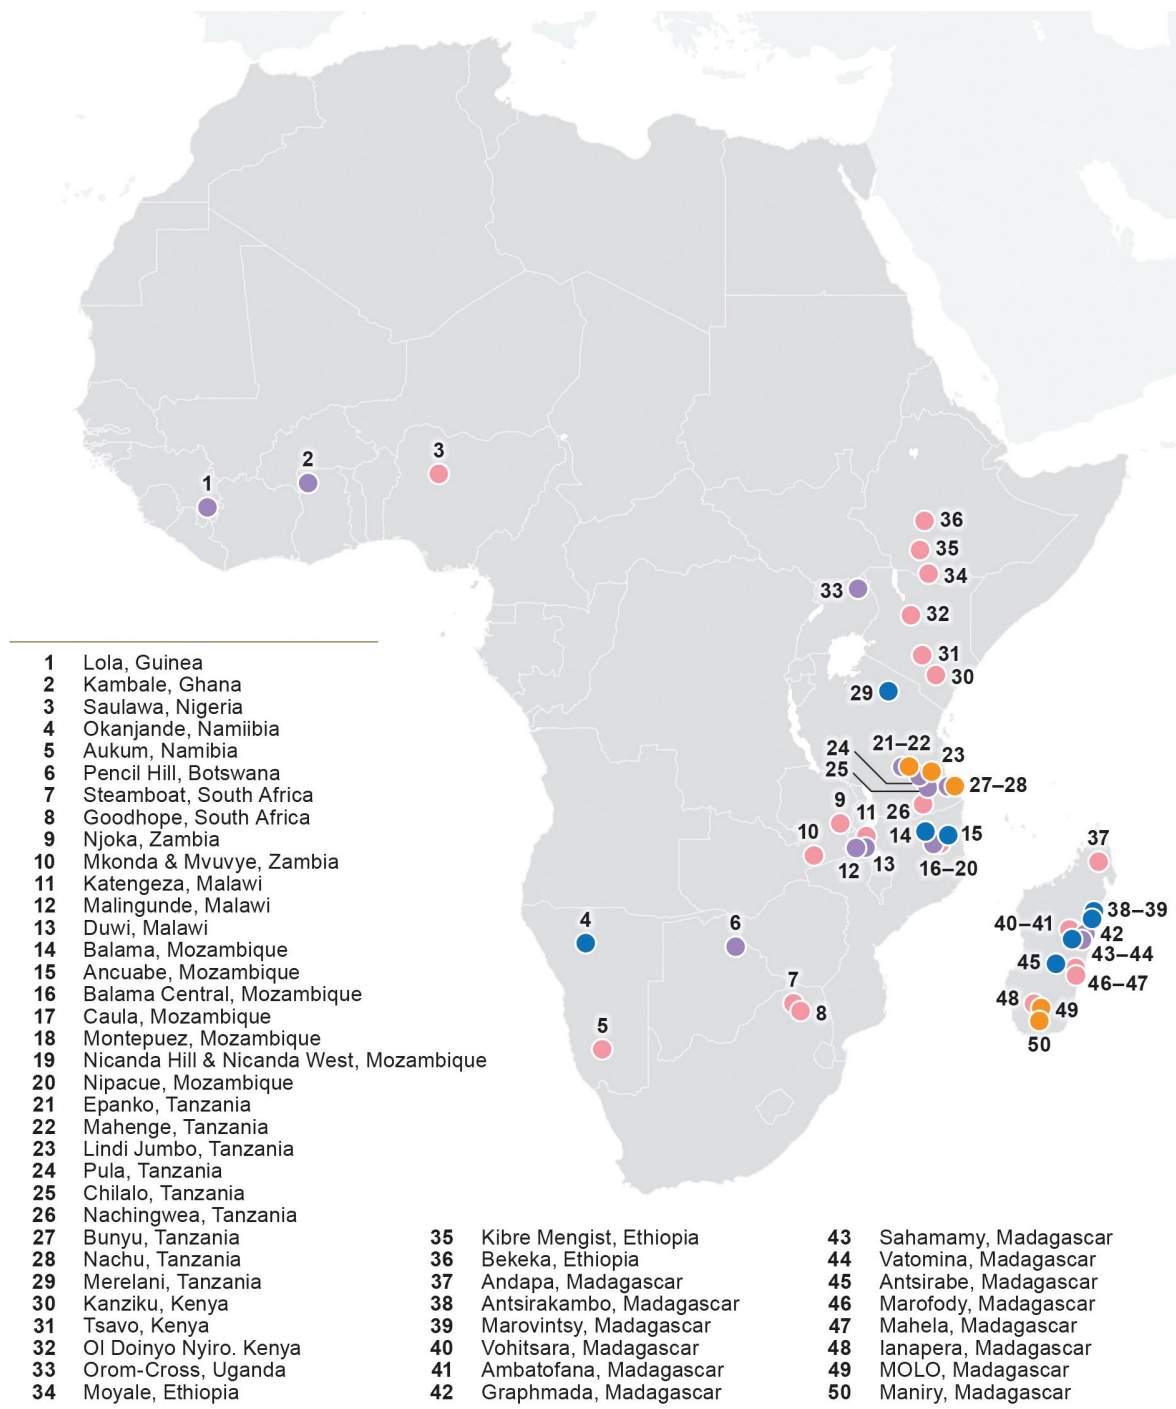 3
2
1
36
35
34
33
32
31
30
29
21–22
24
23
25
27–28
9
11
26
10
14
15
37
12
13
16–20
38–39
4
6
40–41
42
43–44
45
46–47
7
48
49
8
5
50
1 Lola, Guinea
2 Kambale, Ghana
3 Saulawa, Nigeria
4 Okanjande, Namiibia
5 Aukum, Namibia
6 Pencil Hill, Botswana
7 Steamboat, South Africa
8 Goodhope, South Africa
9 Njoka, Zambia
10 Mkonda & Mvuvye, Zambia
11 Katengeza, Malawi
12 Malingunde, Malawi
13 Duwi, Malawi
14 Balama, Mozambique
15 Ancuabe, Mozambique
16 Balama Central, Mozambique
17 Caula, Mozambique
18 Montepuez, Mozambique
19 Nicanda Hill & Nicanda West, Mozambique
20 Nipacue, Mozambique
21 Epanko, Tanzania
22 Mahenge, Tanzania
23 Lindi Jumbo, Tanzania
24 Pula, Tanzania
25 Chilalo, Tanzania
26 Nachingwea, Tanzania
27 Bunyu, Tanzania
28 Nachu, Tanzania
29 Merelani, Tanzania
30 Kanziku, Kenya
31 Tsavo, Kenya
32 Ol Doinyo Nyiro. Kenya
33 Orom-Cross, Uganda
34 Moyale, Ethiopia
35 Kibre Mengist, Ethiopia
36 Bekeka, Ethiopia
37 Andapa, Madagascar
38 Antsirakambo, Madagascar
39 Marovintsy, Madagascar
40 Vohitsara, Madagascar
41 Ambatofana, Madagascar
42 Graphmada, Madagascar
43 Sahamamy, Madagascar
44 Vatomina, Madagascar
45 Antsirabe, Madagascar
46 Marofody, Madagascar
47 Mahela, Madagascar
48 Ianapera, Madagascar
49 MOLO, Madagascar
50 Maniry, Madagascar